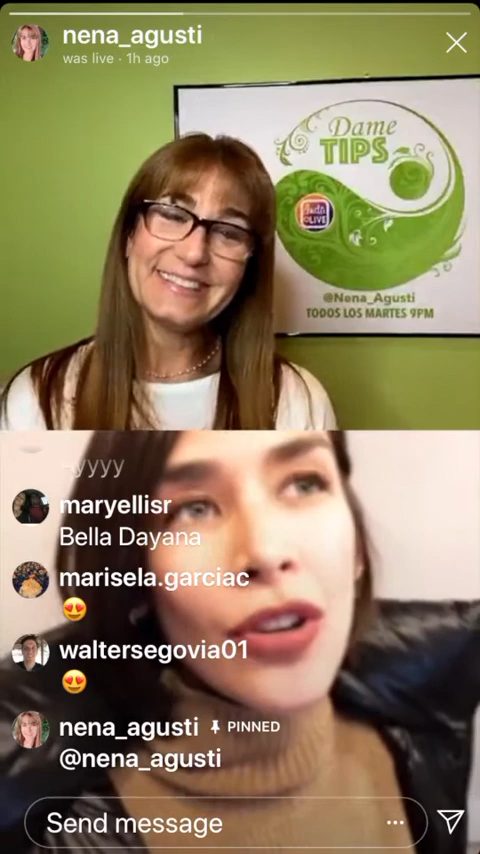 nena_agusti
was live · 1h ago
Dame
TIPS
Insta
LIVE
@Nena_Agusti
TODOS LOS MARTES 9PM
yyyy
maryellisr
Bella Dayana
marisela.garciac
😍
waltersegovia01
😍
nena_agusti PINNED
@nena_agusti
Send message